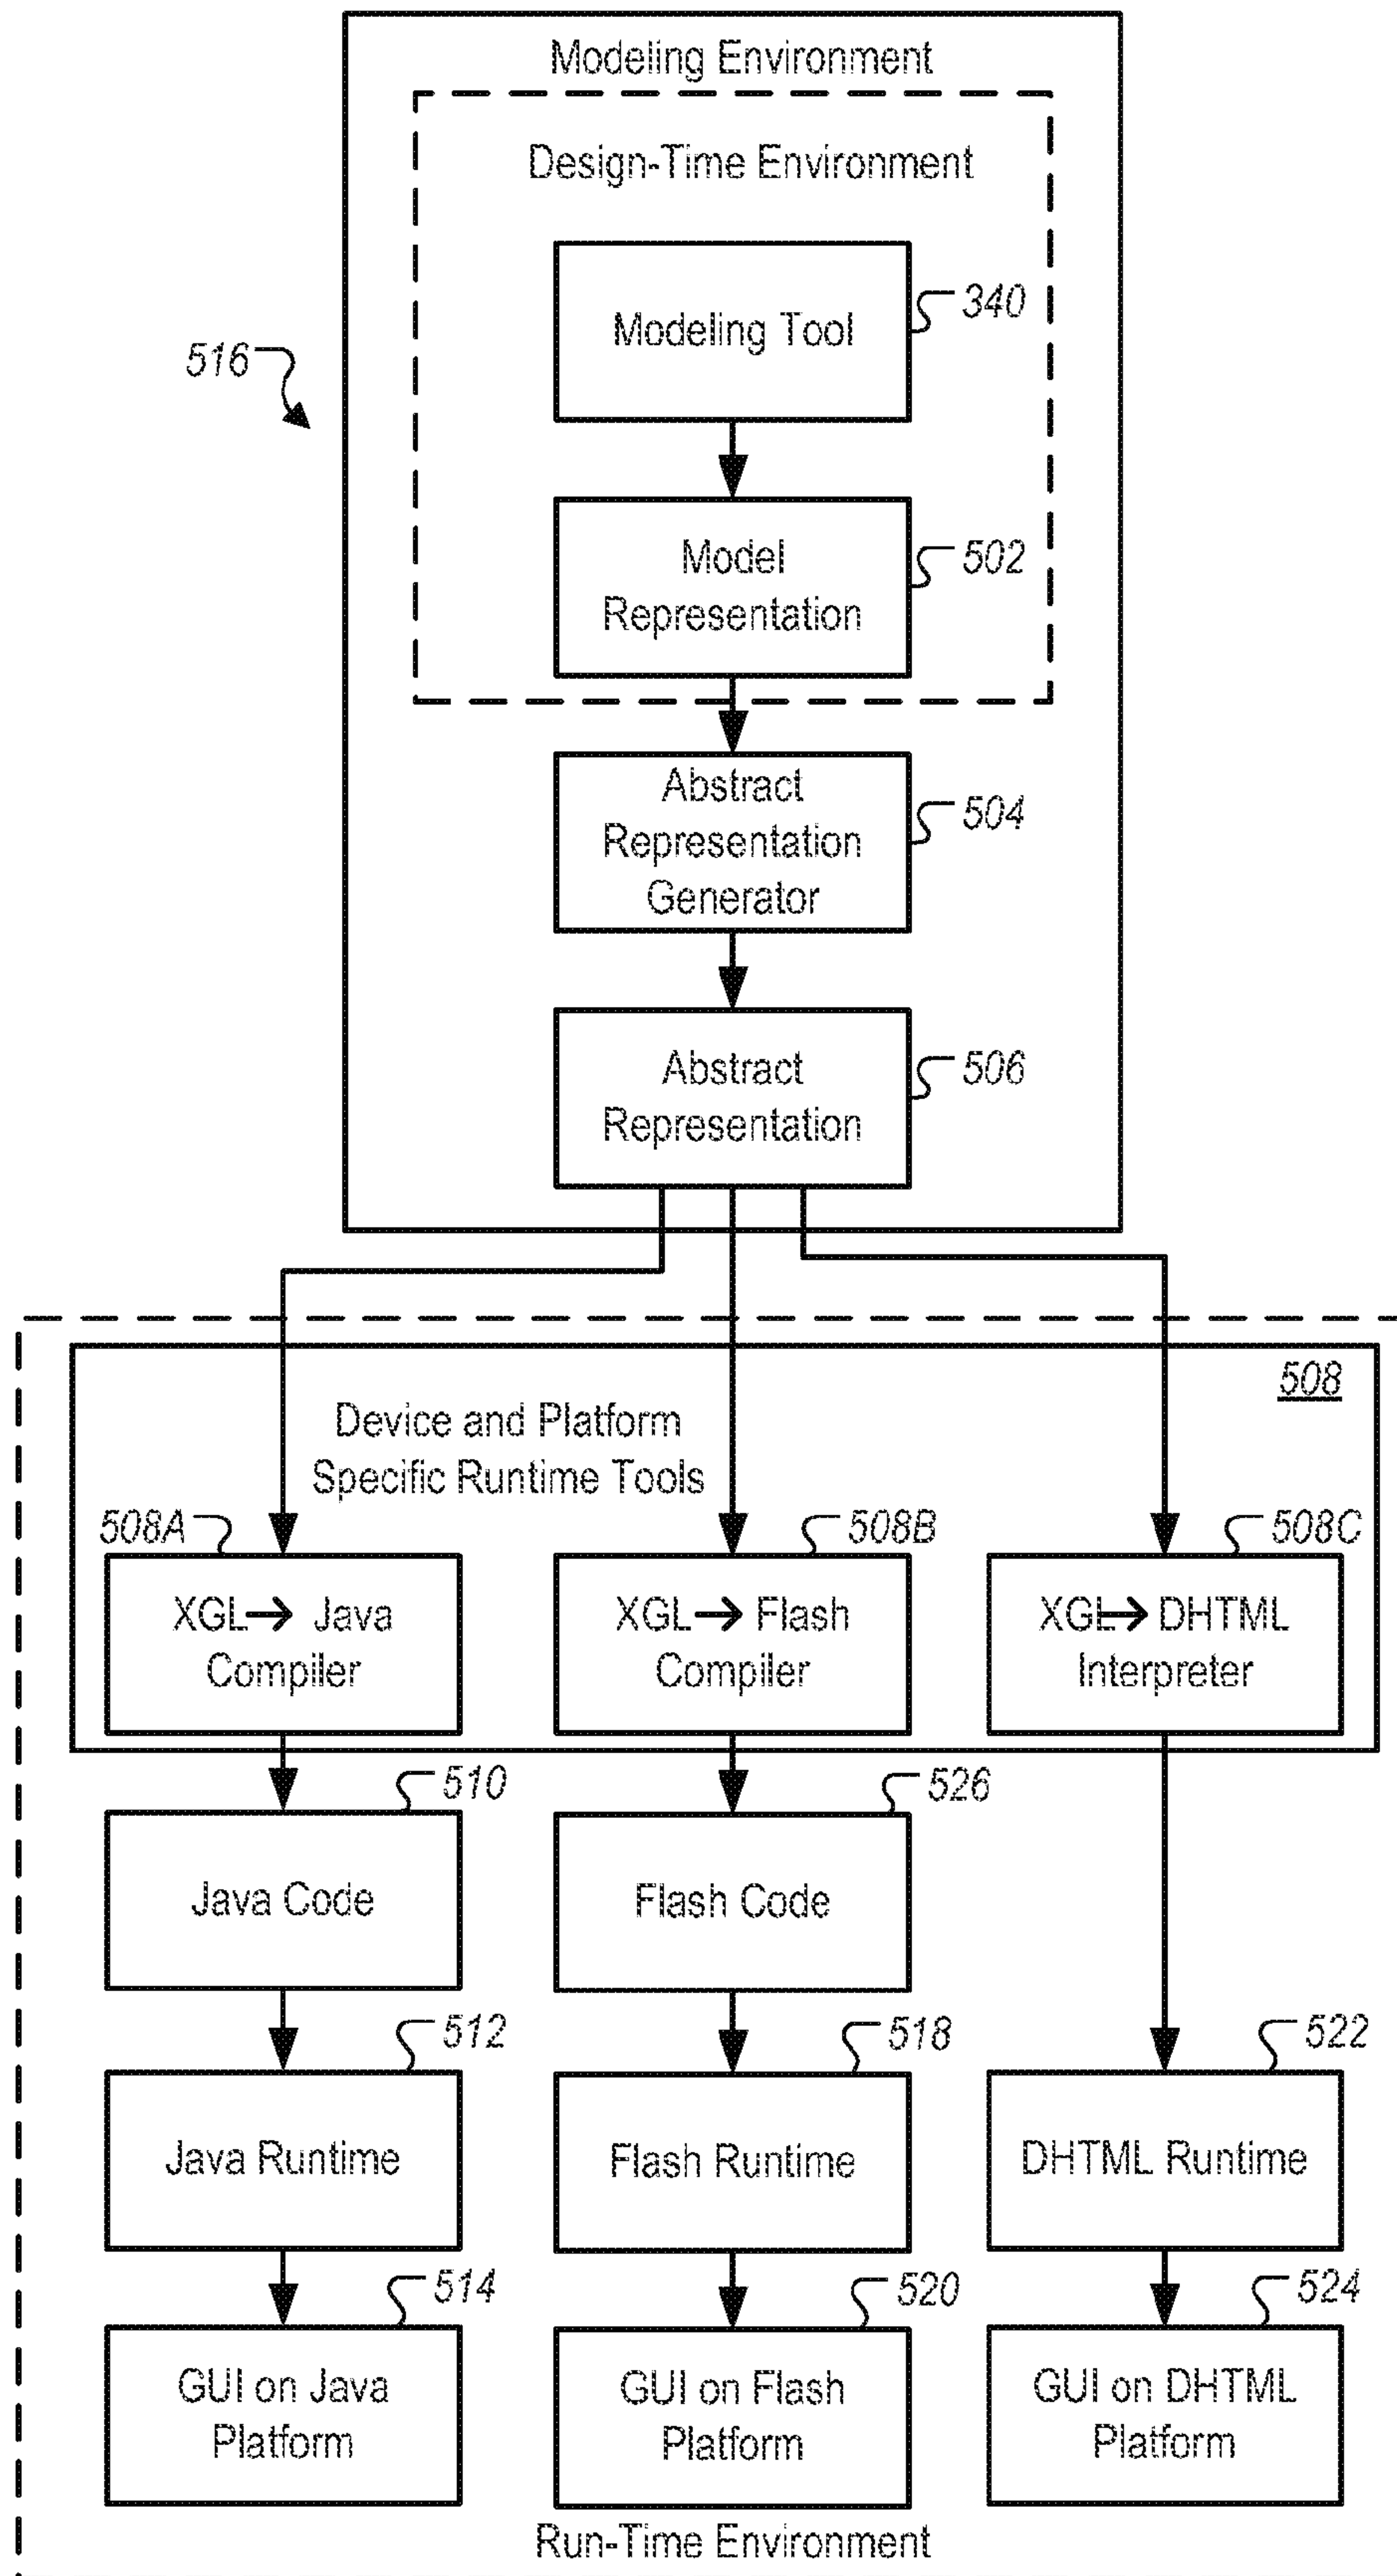 Modeling Environment
Design-Time Environment
Modeling Tool
340
516
Model
Representation
502
Abstract
Representation
Generator
504
Abstract
Representation
506
508
Device and Platform
Specific Runtime Tools
508A
508B
508C
XGL→ Java
Compiler
XGL→ Flash
Compiler
XGL→ DHTML
Interpreter
510
526
Java Code
Flash Code
512
518
522
Java Runtime
Flash Runtime
DHTML Runtime
514
520
524
GUI on Java
Platform
GUI on Flash
Platform
GUI on DHTML
Platform
Run-Time Environment